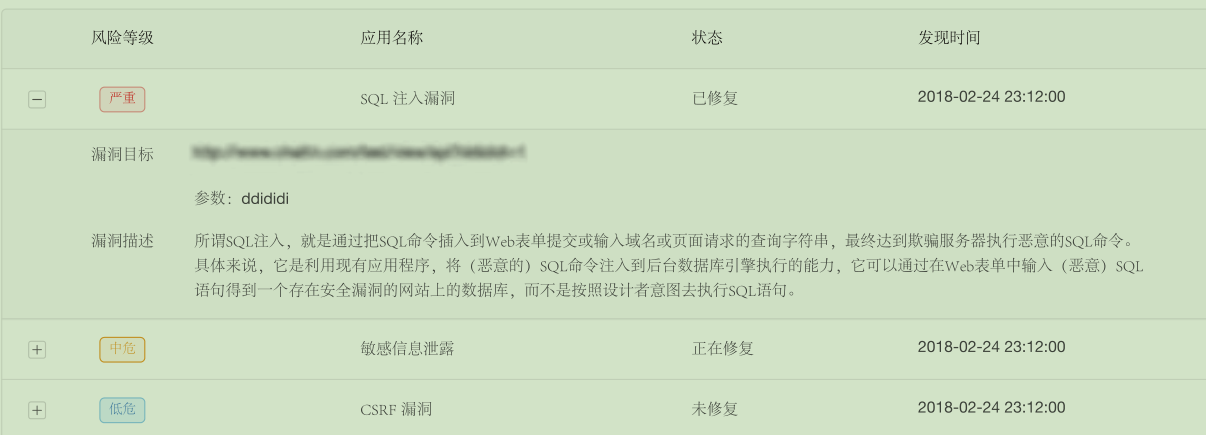 风险等级 应用名称 状态 发现时间
严重 SQL 注入漏洞 已修复 2018-02-24 23:12:00
漏洞目标
参数：ddididi
漏洞描述 所谓SQL注入，就是通过把SQL命令插入到Web表单提交或输入域名或页面请求的查询字符串，最终达到欺骗服务器执行恶意的SQL命令。
具体来说，它是利用现有应用程序，将（恶意的）SQL命令注入到后台数据库引擎执行的能力，它可以通过在Web表单中输入（恶意）SQL
语句得到一个存在安全漏洞的网站上的数据库，而不是按照设计者意图去执行SQL语句。
中危 敏感信息泄露 正在修复 2018-02-24 23:12:00
低危 CSRF 漏洞 未修复 2018-02-24 23:12:00